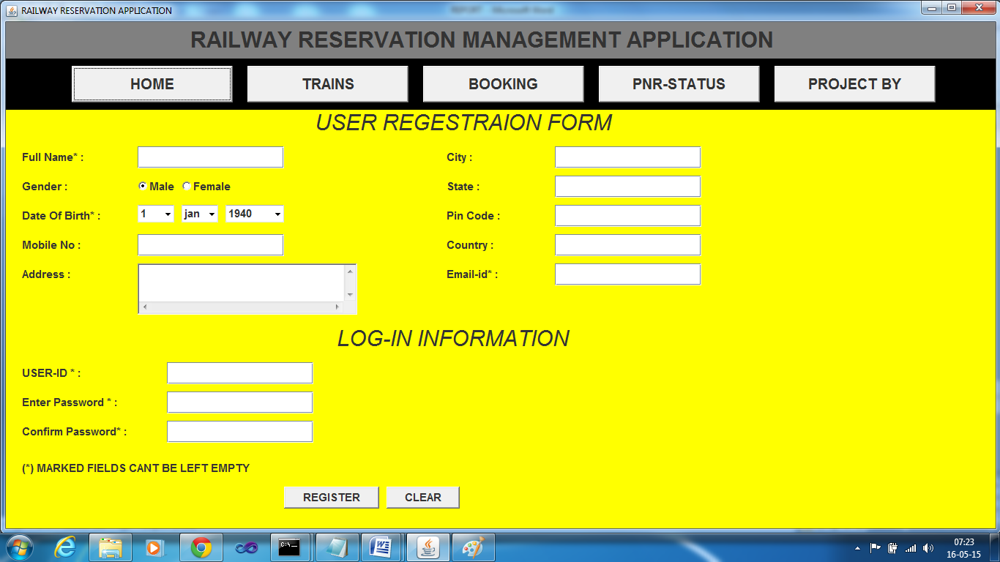 RAILWAY RESERVATION APPLICATION
RAILWAY RESERVATION MANAGEMENT APPLICATION
HOME TRAINS BOOKING PNR-STATUS PROJECT BY
USER REGESTRAION FORM
Full Name* :
City :
Gender : Male Female
State :
Date Of Birth* : 1 jan 1940
Pin Code :
Mobile No :
Country :
Address :
Email-id* :
LOG-IN INFORMATION
USER-ID * :
Enter Password * :
Confirm Password* :
(*) MARKED FIELDS CANT BE LEFT EMPTY
REGISTER CLEAR
C:\.
07:23
16-05-15